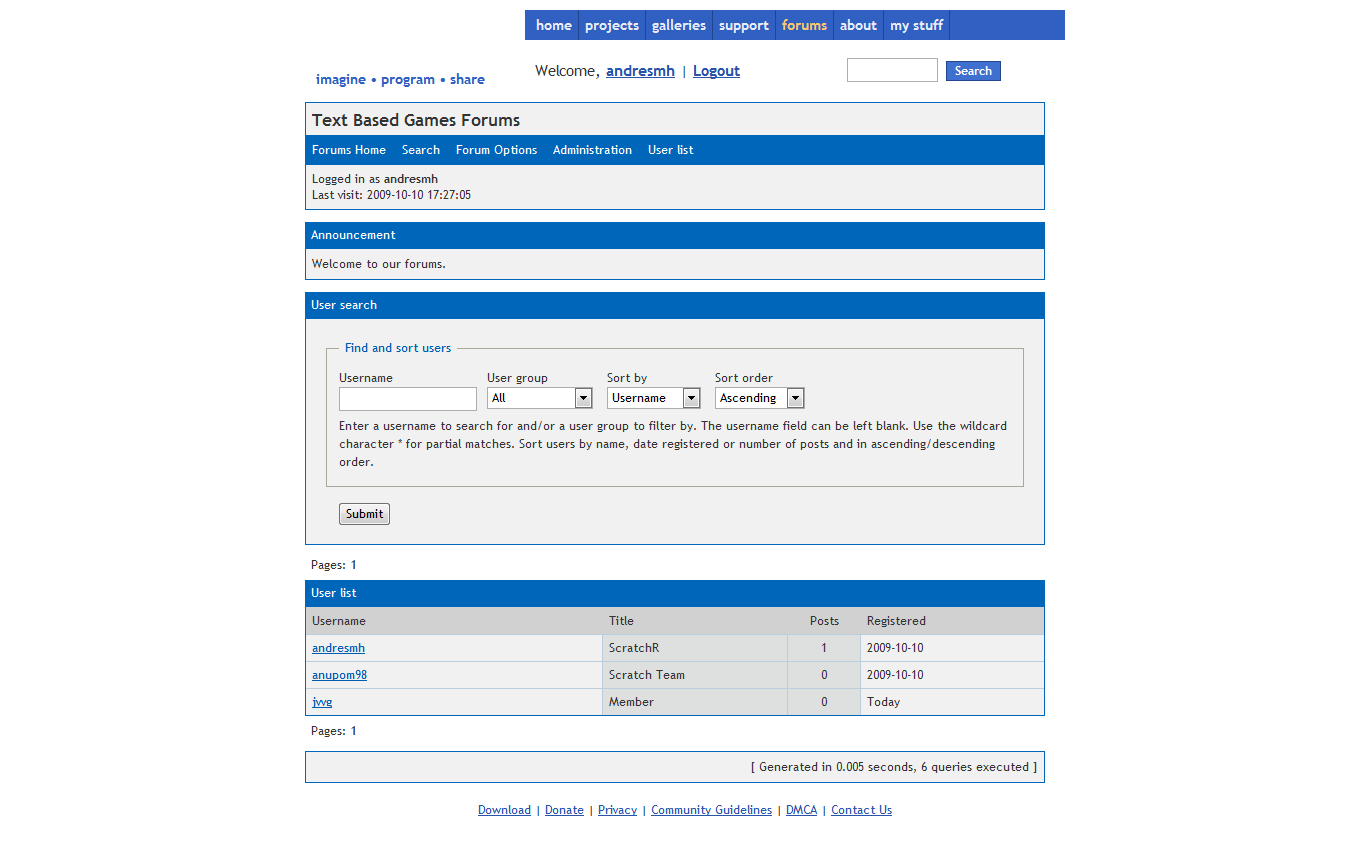 home projects galleries support forums about my stuff
Welcome, andresmh | Logout Search
imagine • program • share
Text Based Games Forums
Forums Home Search Forum Options Administration User list
Logged in as andresmh
Last visit: 2009-10-10 17:27:05
Announcement
Welcome to our forums.
User search
Find and sort users
Username User group Sort by Sort order
All Username Ascending
Enter a username to search for and/or a user group to filter by. The username field can be left blank. Use the wildcard
character * for partial matches. Sort users by name, date registered or number of posts and in ascending/descending
order.
Submit
Pages: 1
User list
Username Title Posts Registered
andresmh ScratchR 1 2009-10-10
anupom98 Scratch Team 0 2009-10-10
jvvg Member 0 Today
Pages: 1
[ Generated in 0.005 seconds, 6 queries executed ]
Download | Donate | Privacy | Community Guidelines | DMCA | Contact Us